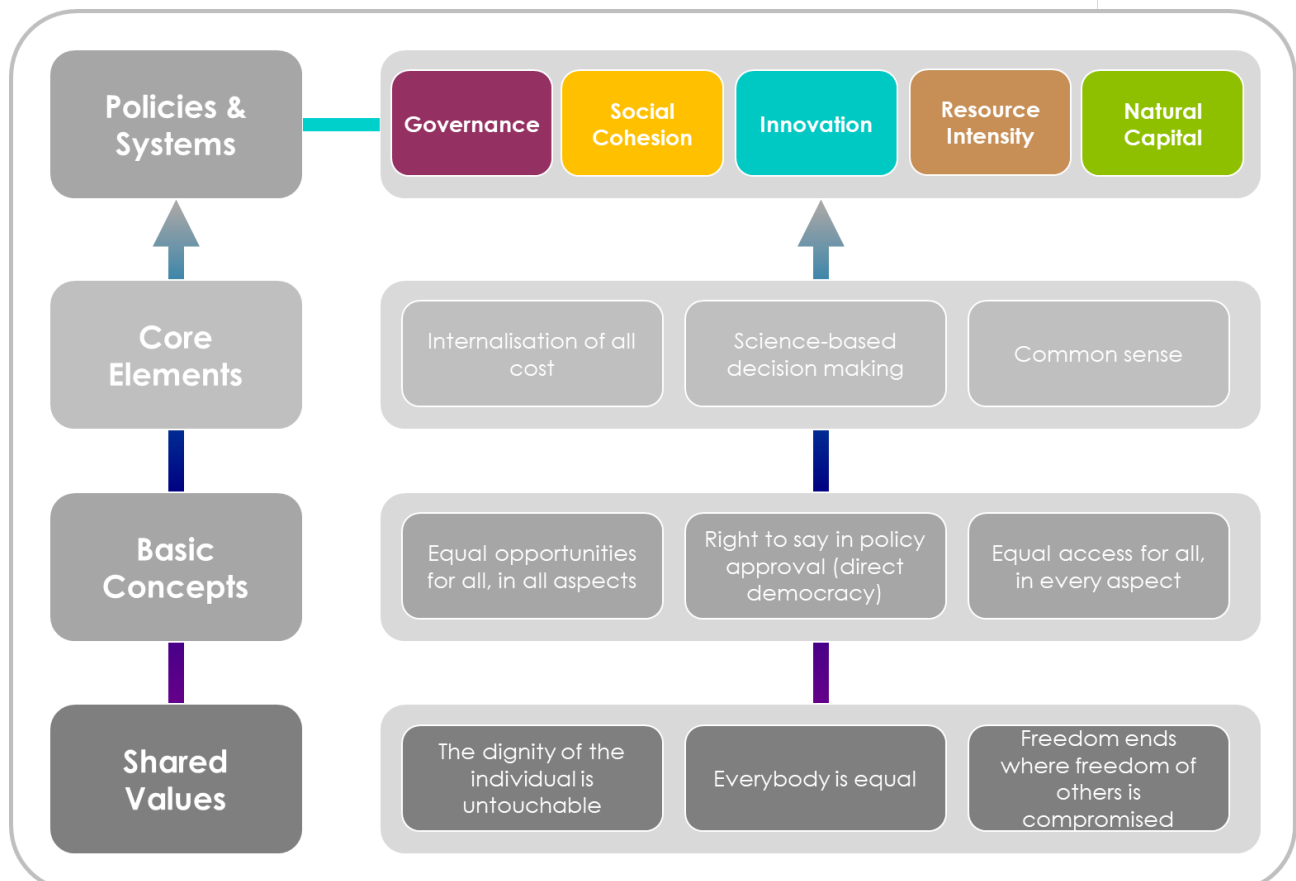 Policies &
Systems
Governance
Social
Cohesion
Innovation
Resource
Intensity
Natural
Capital
Core
Elements
Internalisation of all
cost
Science-based
decision making
Common sense
Basic
Concepts
Equal opportunities
for all, in all aspects
Right to say in policy
approval (direct
democracy)
Equal access for all,
in every aspect
Shared
Values
The dignity of the
individual is
untouchable
Everybody is equal
Freedom ends
where freedom of
others is
compromised